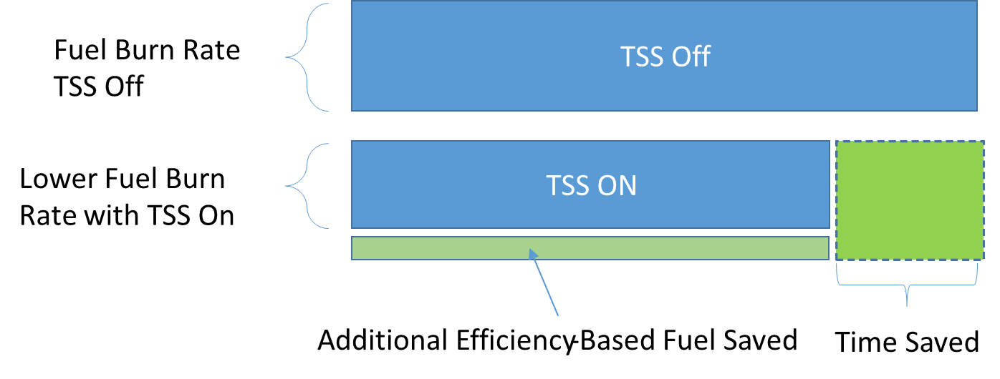 Fuel Burn Rate
TSS Off
TSS Off
Lower Fuel Burn
Rate with TSS On
TSS ON
Additional Efficiency-Based Fuel Saved
Time Saved